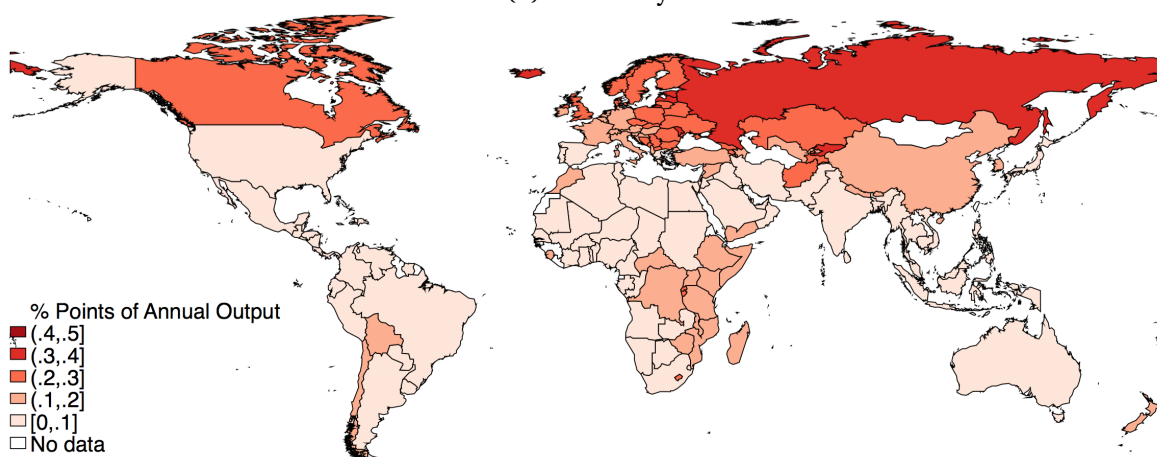 % Points of Annual Output
(.4,.5]
(.3,.4]
(.2,.3]
(.1,.2]
[0,.1]
No data